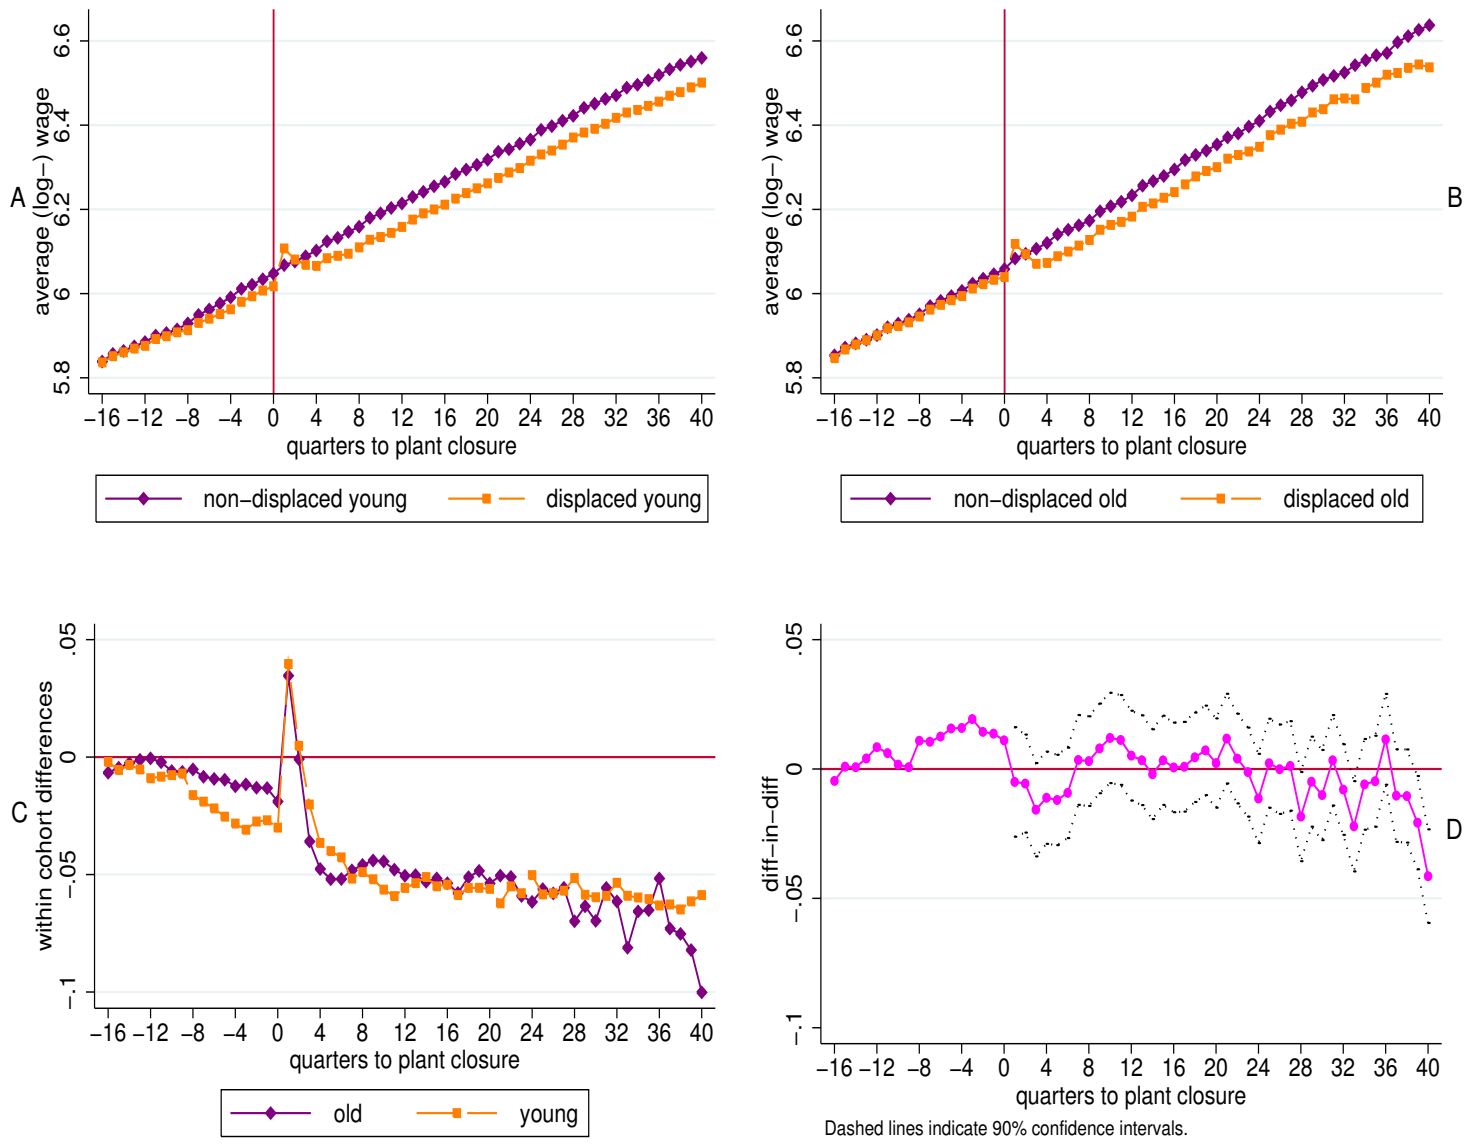 A
average (log−) wage
5.8 6 6.2 6.4 6.6
−16 −12 −8 −4 0 4 8 12 16 20 24 28 32 36 40
quarters to plant closure
non−displaced young displaced young
B
average (log−) wage
5.8 6 6.2 6.4 6.6
−16 −12 −8 −4 0 4 8 12 16 20 24 28 32 36 40
quarters to plant closure
non−displaced old displaced old
C
within cohort differences
−.1 −.05 0 .05
−16 −12 −8 −4 0 4 8 12 16 20 24 28 32 36 40
quarters to plant closure
old young
D
diff−in−diff
−.1 −.05 0 .05
−16 −12 −8 −4 0 4 8 12 16 20 24 28 32 36 40
quarters to plant closure
Dashed lines indicate 90% confidence intervals.